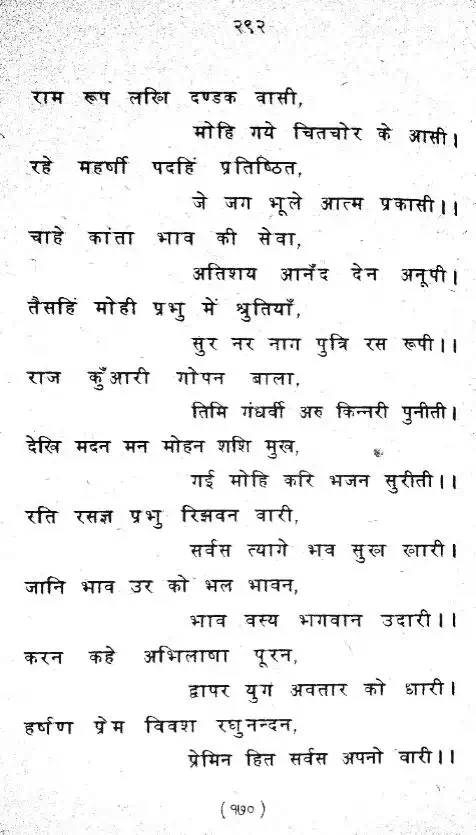 २९२
राम रूप लखि दण्डक वासी,
मोहि गये चितचोर के आसी।
रहे महर्षी पदहिं प्रतिष्ठित,
जे जग भूले आत्म प्रकासी।।
चाहे कांता भाव की सेवा,
अतिशय आनँद देन अनूपी।
तैसहिं मोही प्रभु में श्रुतियाँ,
सुर नर नाग पुत्रि रस रूपी।।
राज कुँआरी गोपन बाला,
तिमि गंधर्वी अरु किन्नरी पुनीती।
देखि मदन मन मोहन शशि मुख,
गई मोहि करि भजन सुरीती।।
रति रसज्ञ प्रभु रिझवन वारी,
सर्वस त्यागे भव सुख खारी।
जानि भाव उर को भल भावन,
भाव वस्य भगवान उदारी।।
करन कहे अभिलाषा पूरन,
द्वापर युग अवतार को धारी।
हर्षण प्रेम विवश रघुनन्दन,
प्रेमिन हित सर्वस अपनो वारी।।
(१७०)